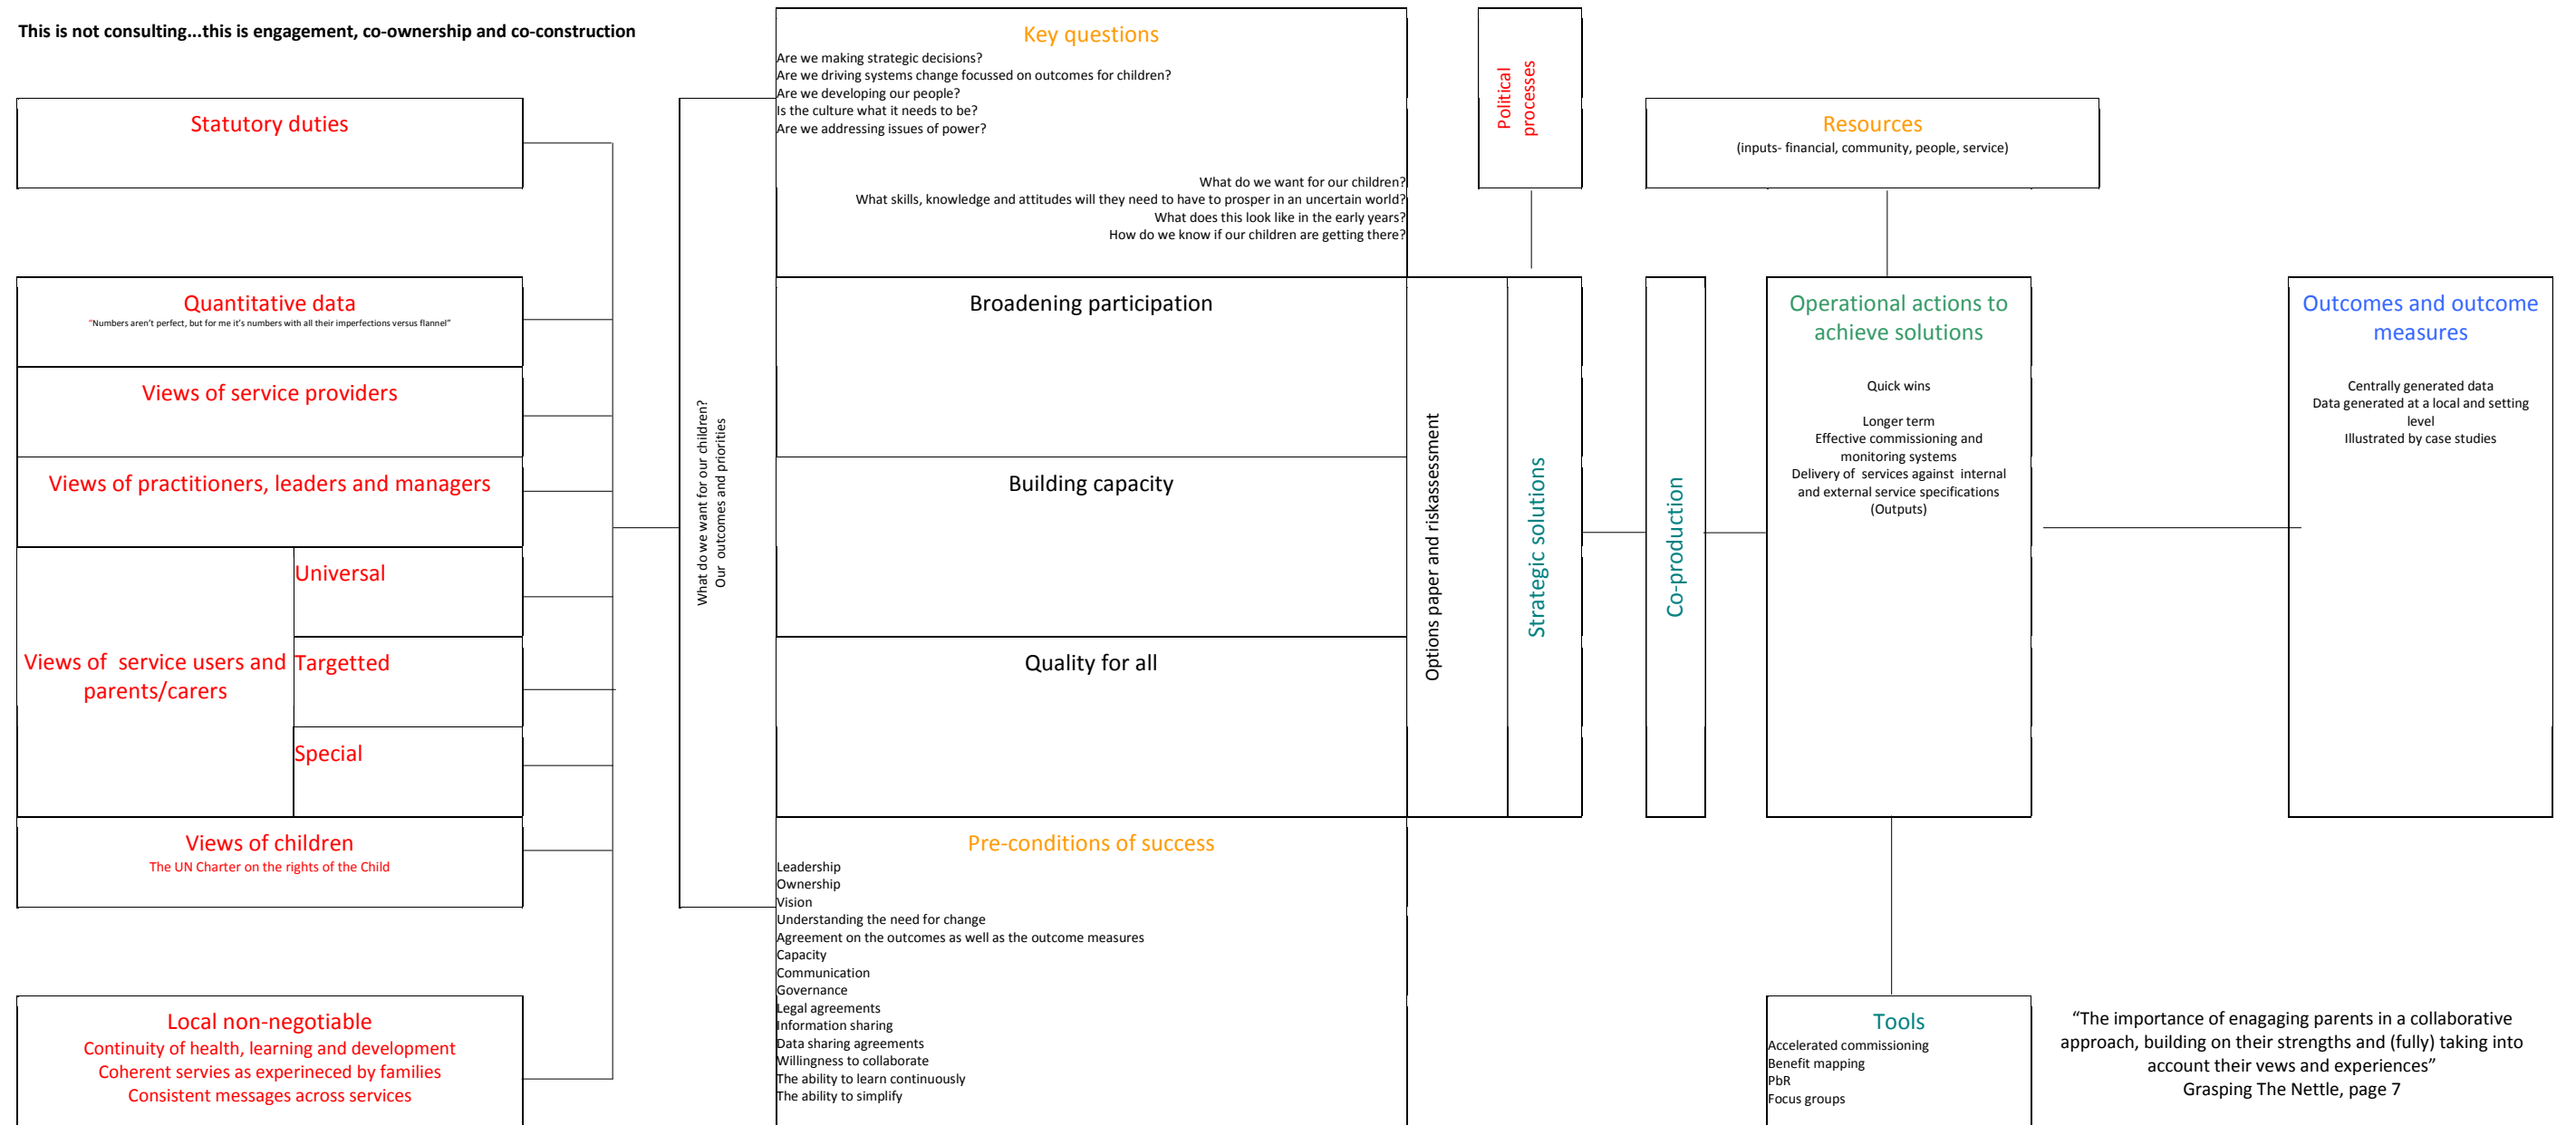 This is not consulting...this is engagement, co-ownership and co-construction
Statutory duties
Quantitative data
"Numbers aren't perfect, but for me it's numbers with all their imperfections versus flannel"
Views of service providers
Views of practitioners, leaders and managers
Views of service users and
parents/carers
Universal
Targetted
Special
Views of children
The UN Charter on the rights of the Child
Local non-negotiable
Continuity of health, learning and development
Coherent servies as experineced by families
Consistent messages across services
What do we want for our children?
Our outcomes and priorities
Key questions
Are we making strategic decisions?
Are we driving systems change focussed on outcomes for children?
Are we developing our people?
Is the culture what it needs to be?
Are we addressing issues of power?
What do we want for our children?
What skills, knowledge and attitudes will they need to have to prosper in an uncertain world?
What does this look like in the early years?
How do we know if our children are getting there?
Broadening participation
Building capacity
Quality for all
Pre-conditions of success
Leadership
Ownership
Vision
Understanding the need for change
Agreement on the outcomes as well as the outcome measures
Capacity
Communication
Governance
Legal agreements
Information sharing
Data sharing agreements
Willingness to collaborate
The ability to learn continuously
The ability to simplify
Options paper and riskassessment
Political
processes
Strategic solutions
Co-production
Resources
(inputs- financial, community, people, service)
Operational actions to
achieve solutions
Quick wins
Longer term
Effective commissioning and
monitoring systems
Delivery of services against internal
and external service specifications
(Outputs)
Tools
Accelerated commissioning
Benefit mapping
PbR
Focus groups
Outcomes and outcome
measures
Centrally generated data
Data generated at a local and setting
level
Illustrated by case studies
“The importance of enagaging parents in a collaborative
approach, building on their strengths and (fully) taking into
account their vews and experiences”
Grasping The Nettle, page 7